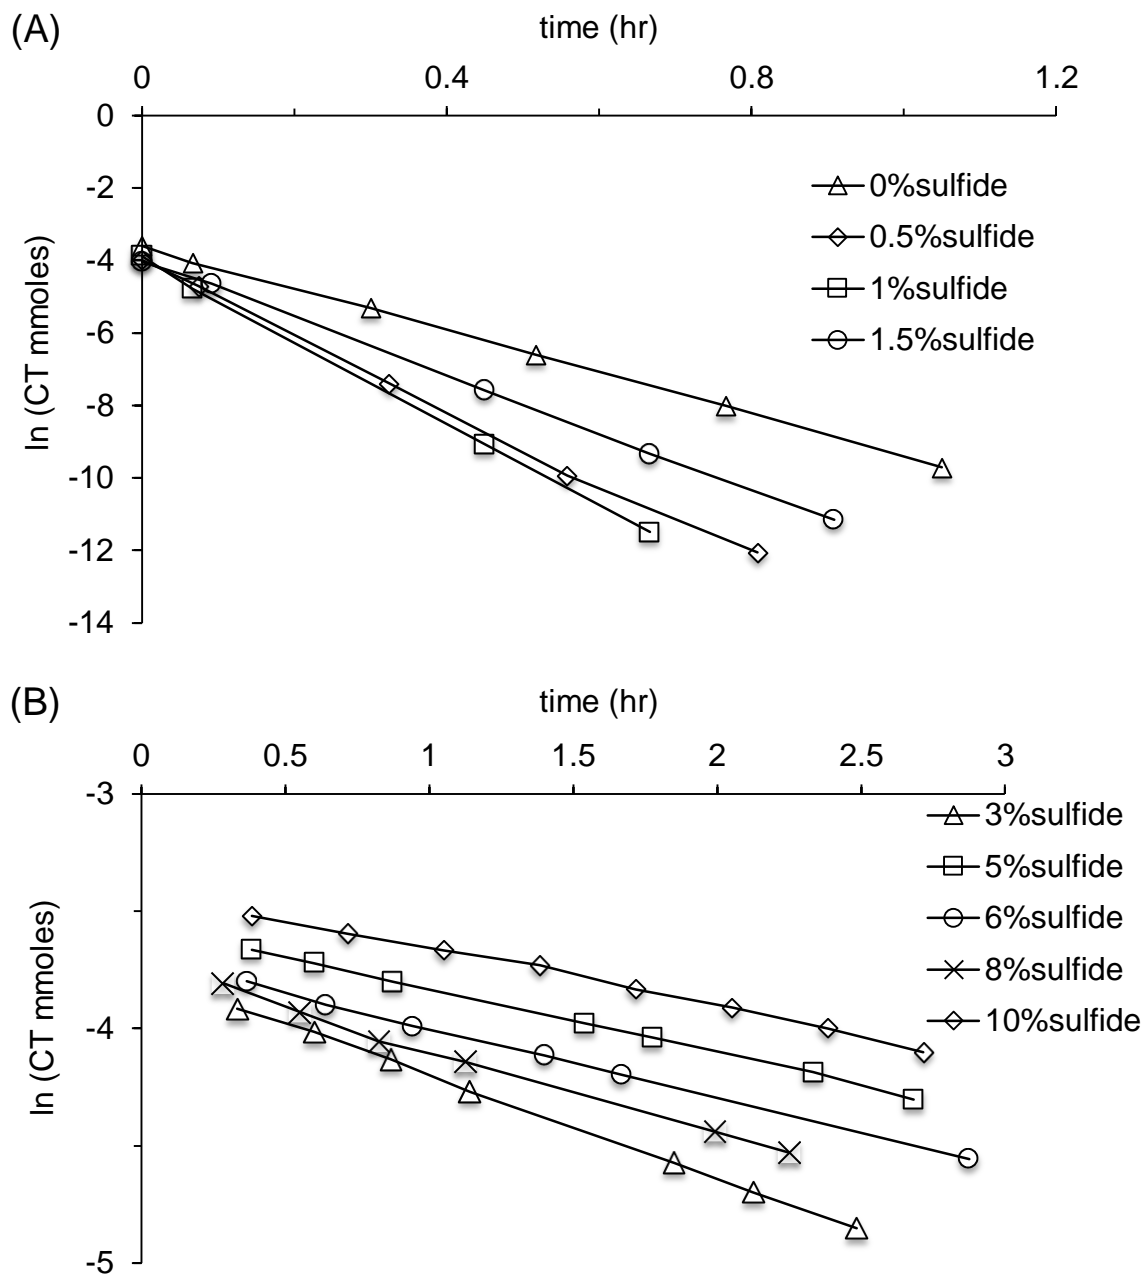 (A)
time (hr)
0 0.4 0.8 1.2
0
-2
-4
-6
-8
-10
-12
-14
ln (CT mmoles)
0%sulfide
0.5%sulfide
1%sulfide
1.5%sulfide
(B)
time (hr)
0 0.5 1 1.5 2 2.5 3
-3
-4
-5
ln (CT mmoles)
3%sulfide
5%sulfide
6%sulfide
8%sulfide
10%sulfide